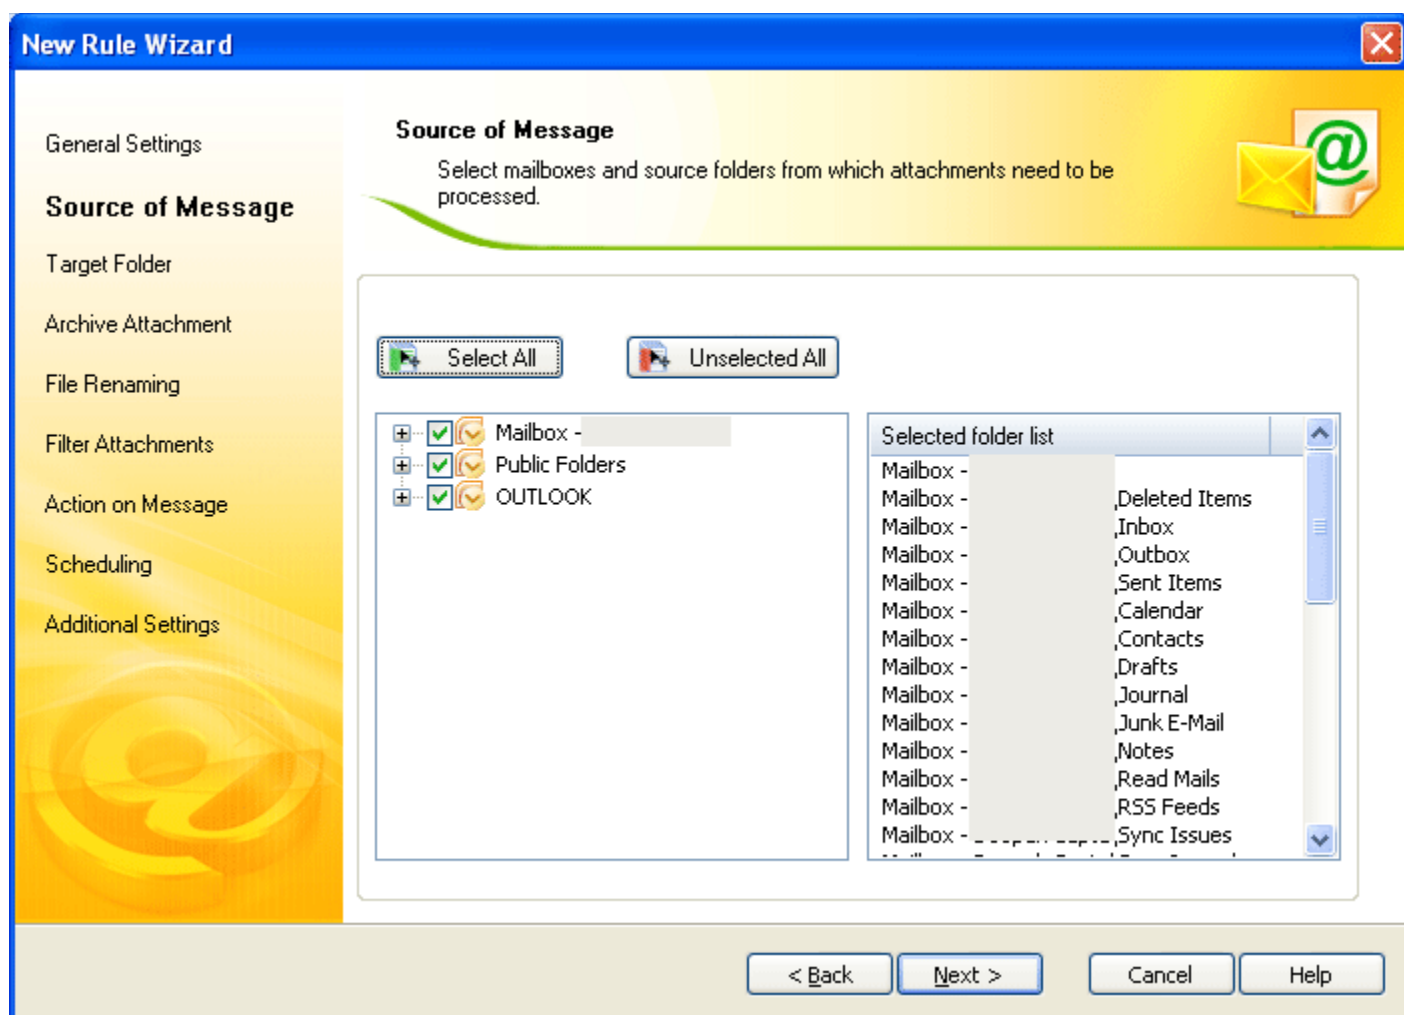 New Rule Wizard
General Settings
Source of Message
Target Folder
Archive Attachment
File Renaming
Filter Attachments
Action on Message
Scheduling
Additional Settings
Source of Message
Select mailboxes and source folders from which attachments need to be
processed.
Select All
Unselected All
Mailbox -
Public Folders
OUTLOOK
Selected folder list
Mailbox -
Mailbox - ,Deleted Items
Mailbox - ,Inbox
Mailbox - ,Outbox
Mailbox - ,Sent Items
Mailbox - ,Calendar
Mailbox - ,Contacts
Mailbox - ,Drafts
Mailbox - ,Journal
Mailbox - ,Junk E-Mail
Mailbox - ,Notes
Mailbox - ,Read Mails
Mailbox - ,RSS Feeds
Mailbox - ,Sync Issues
< Back
Next >
Cancel
Help